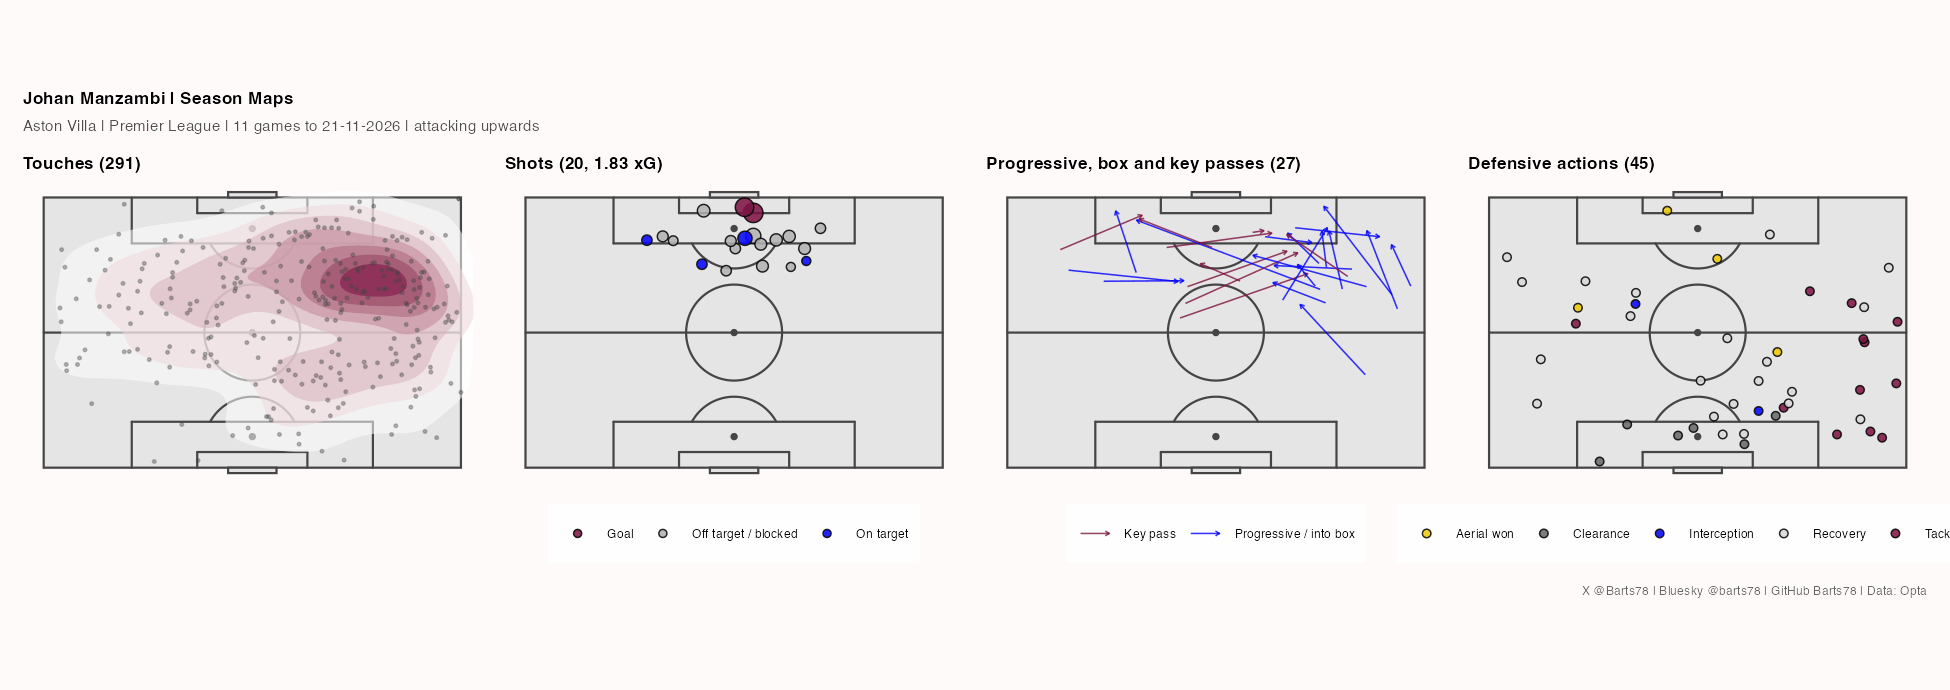 Johan Manzambi | Season Maps
Aston Villa | Premier League | 11 games to 21-11-2026 | attacking upwards
Touches (291)
Shots (20, 1.83 xG)
Progressive, box and key passes (27)
Defensive actions (45)
Goal
Off target / blocked
On target
Key pass
Progressive / into box
Aerial won
Clearance
Interception
Recovery
Tack
X @Barts78 | Bluesky @barts78 | GitHub Barts78 | Data: Opta